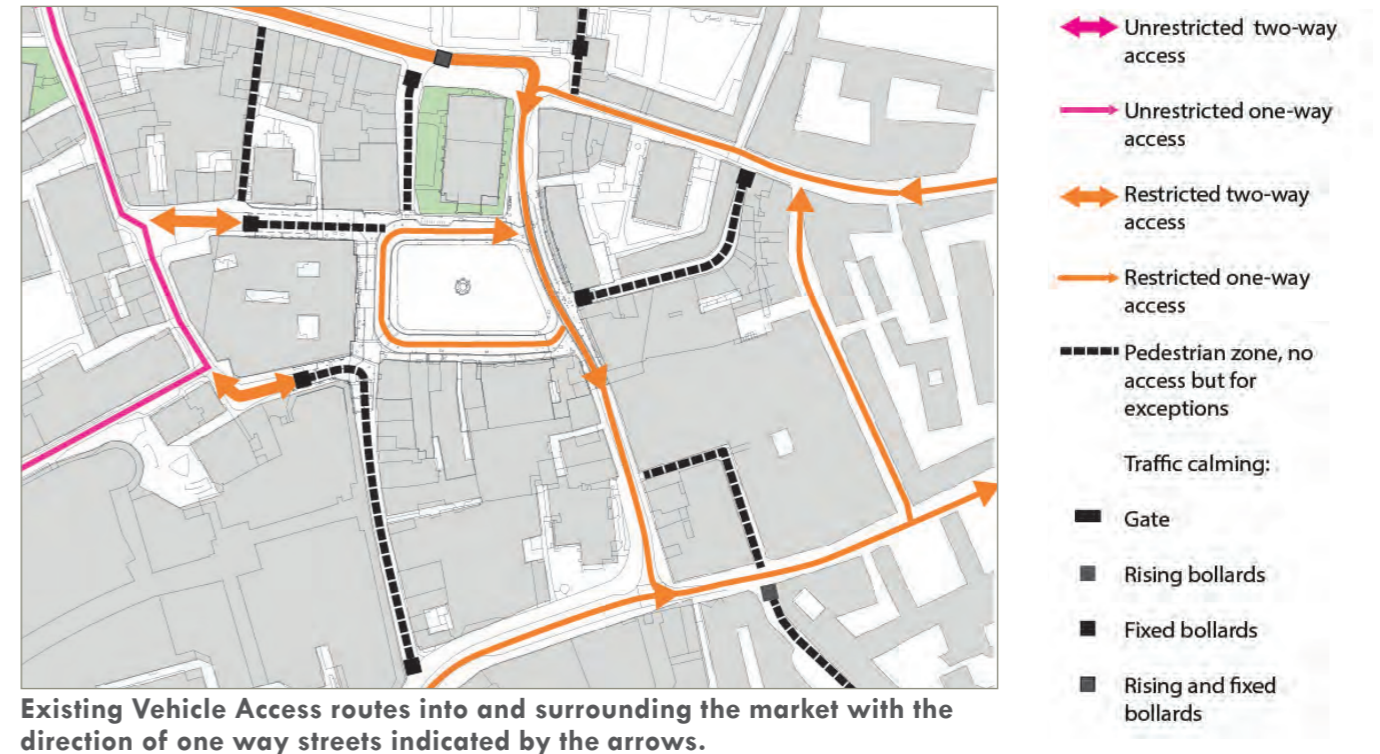 Unrestricted two-way
access
Unrestricted one-way
access
Restricted two-way
access
Restricted one-way
access
Pedestrian zone, no
access but for
exceptions
Traffic calming:
Gate
Rising bollards
Fixed bollards
Rising and fixed
bollards
Existing Vehicle Access routes into and surrounding the market with the
direction of one way streets indicated by the arrows.